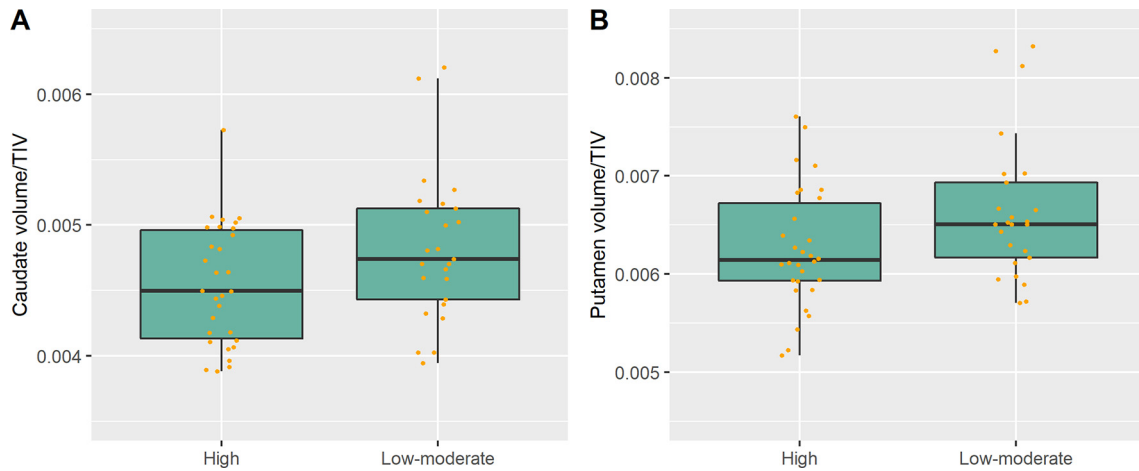 A
Caudate volume/TIV
0.006
0.005
0.004
High
Low-moderate
B
Putamen volume/TIV
0.008
0.007
0.006
0.005
High
Low-moderate